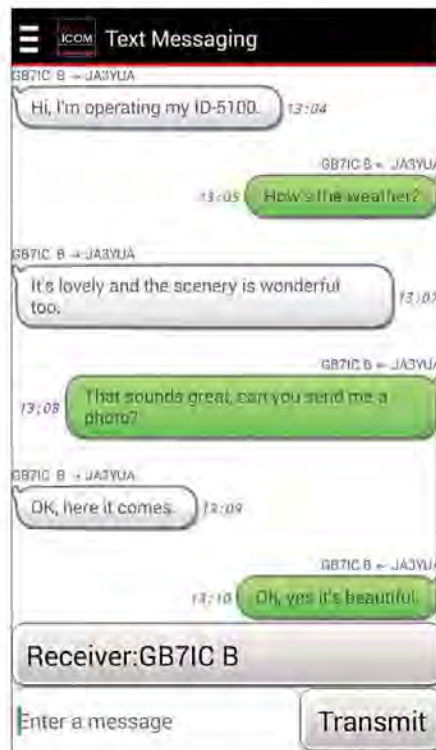 ICOM Text Messaging
GB7IC B → JA3YUA
Hi, I'm operating my ID-5100. 13:04
GB7IC B ← JA3YUA
13:05 How's the weather?
GB7IC B → JA3YUA
It's lovely and the scenery is wonderful
too. 13:07
GB7IC B ← JA3YUA
That sounds great, can you send me a
13:08 photo?
GB7IC B → JA3YUA
OK, here it comes. 13:09
GB7IC B ← JA3YUA
13:10 Oh, yes it's beautiful.
Receiver:GB7IC B
Enter a message Transmit